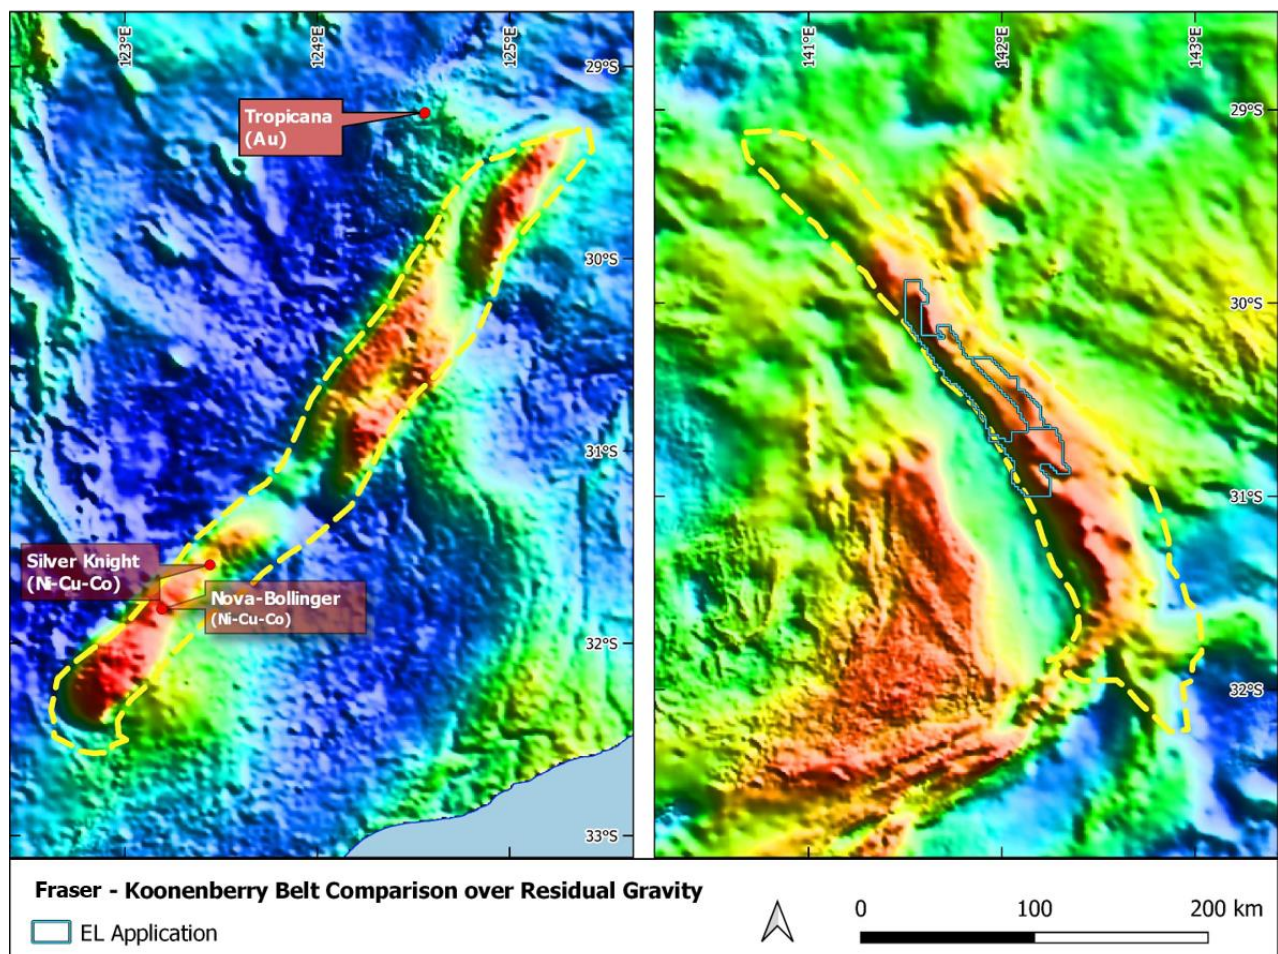 123°E
124°E
125°E
29°S
Tropicana
(Au)
30°S
31°S
Silver Knight
(Ni-Cu-Co)
Nova-Bollinger
(Ni-Cu-Co)
32°S
33°S
141°E
142°E
143°E
29°S
30°S
31°S
32°S
Fraser - Koonenberry Belt Comparison over Residual Gravity
EL Application
0 100 200 km